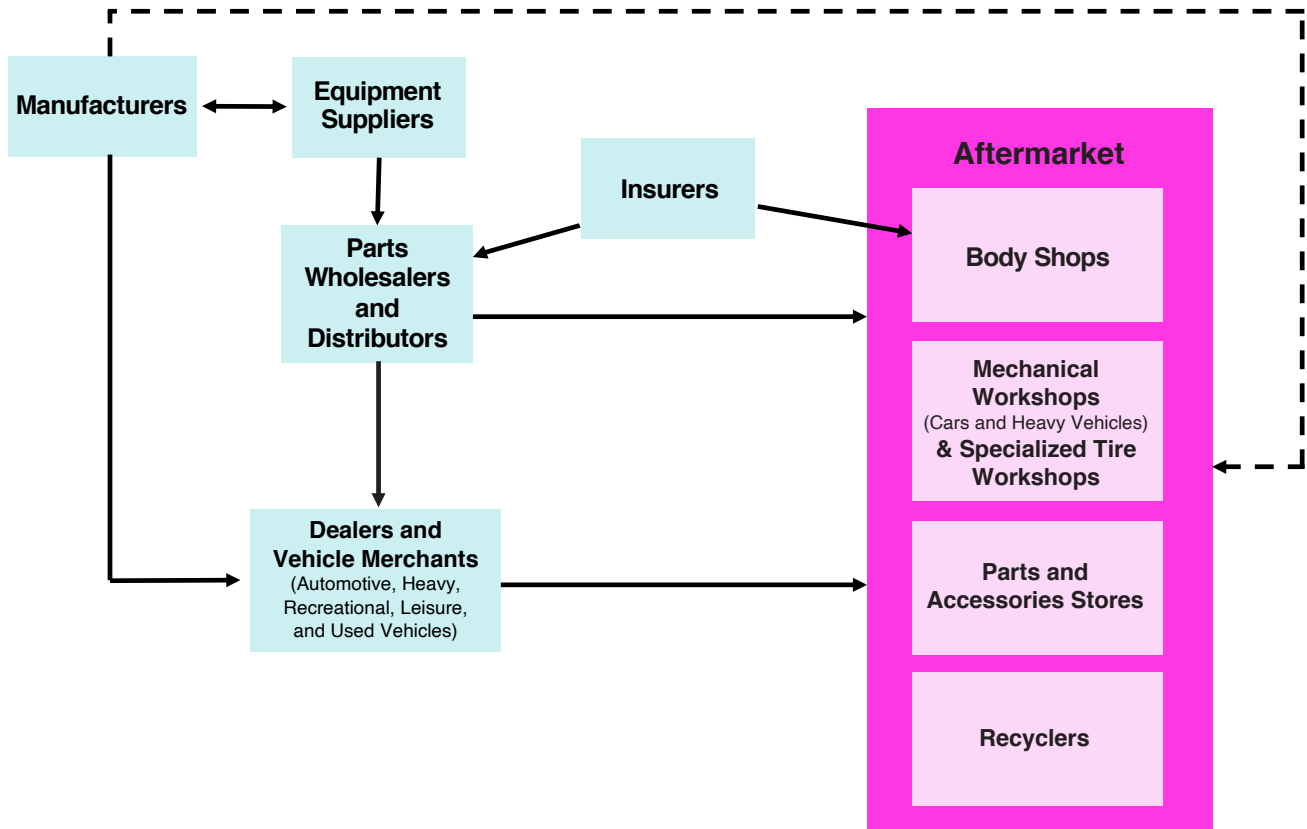 Manufacturers
Equipment
Suppliers
Insurers
Parts
Wholesalers
and
Distributors
Dealers and
Vehicle Merchants
(Automotive, Heavy,
Recreational, Leisure,
and Used Vehicles)
Aftermarket
Body Shops
Mechanical
Workshops
(Cars and Heavy Vehicles)
& Specialized Tire
Workshops
Parts and
Accessories Stores
Recyclers